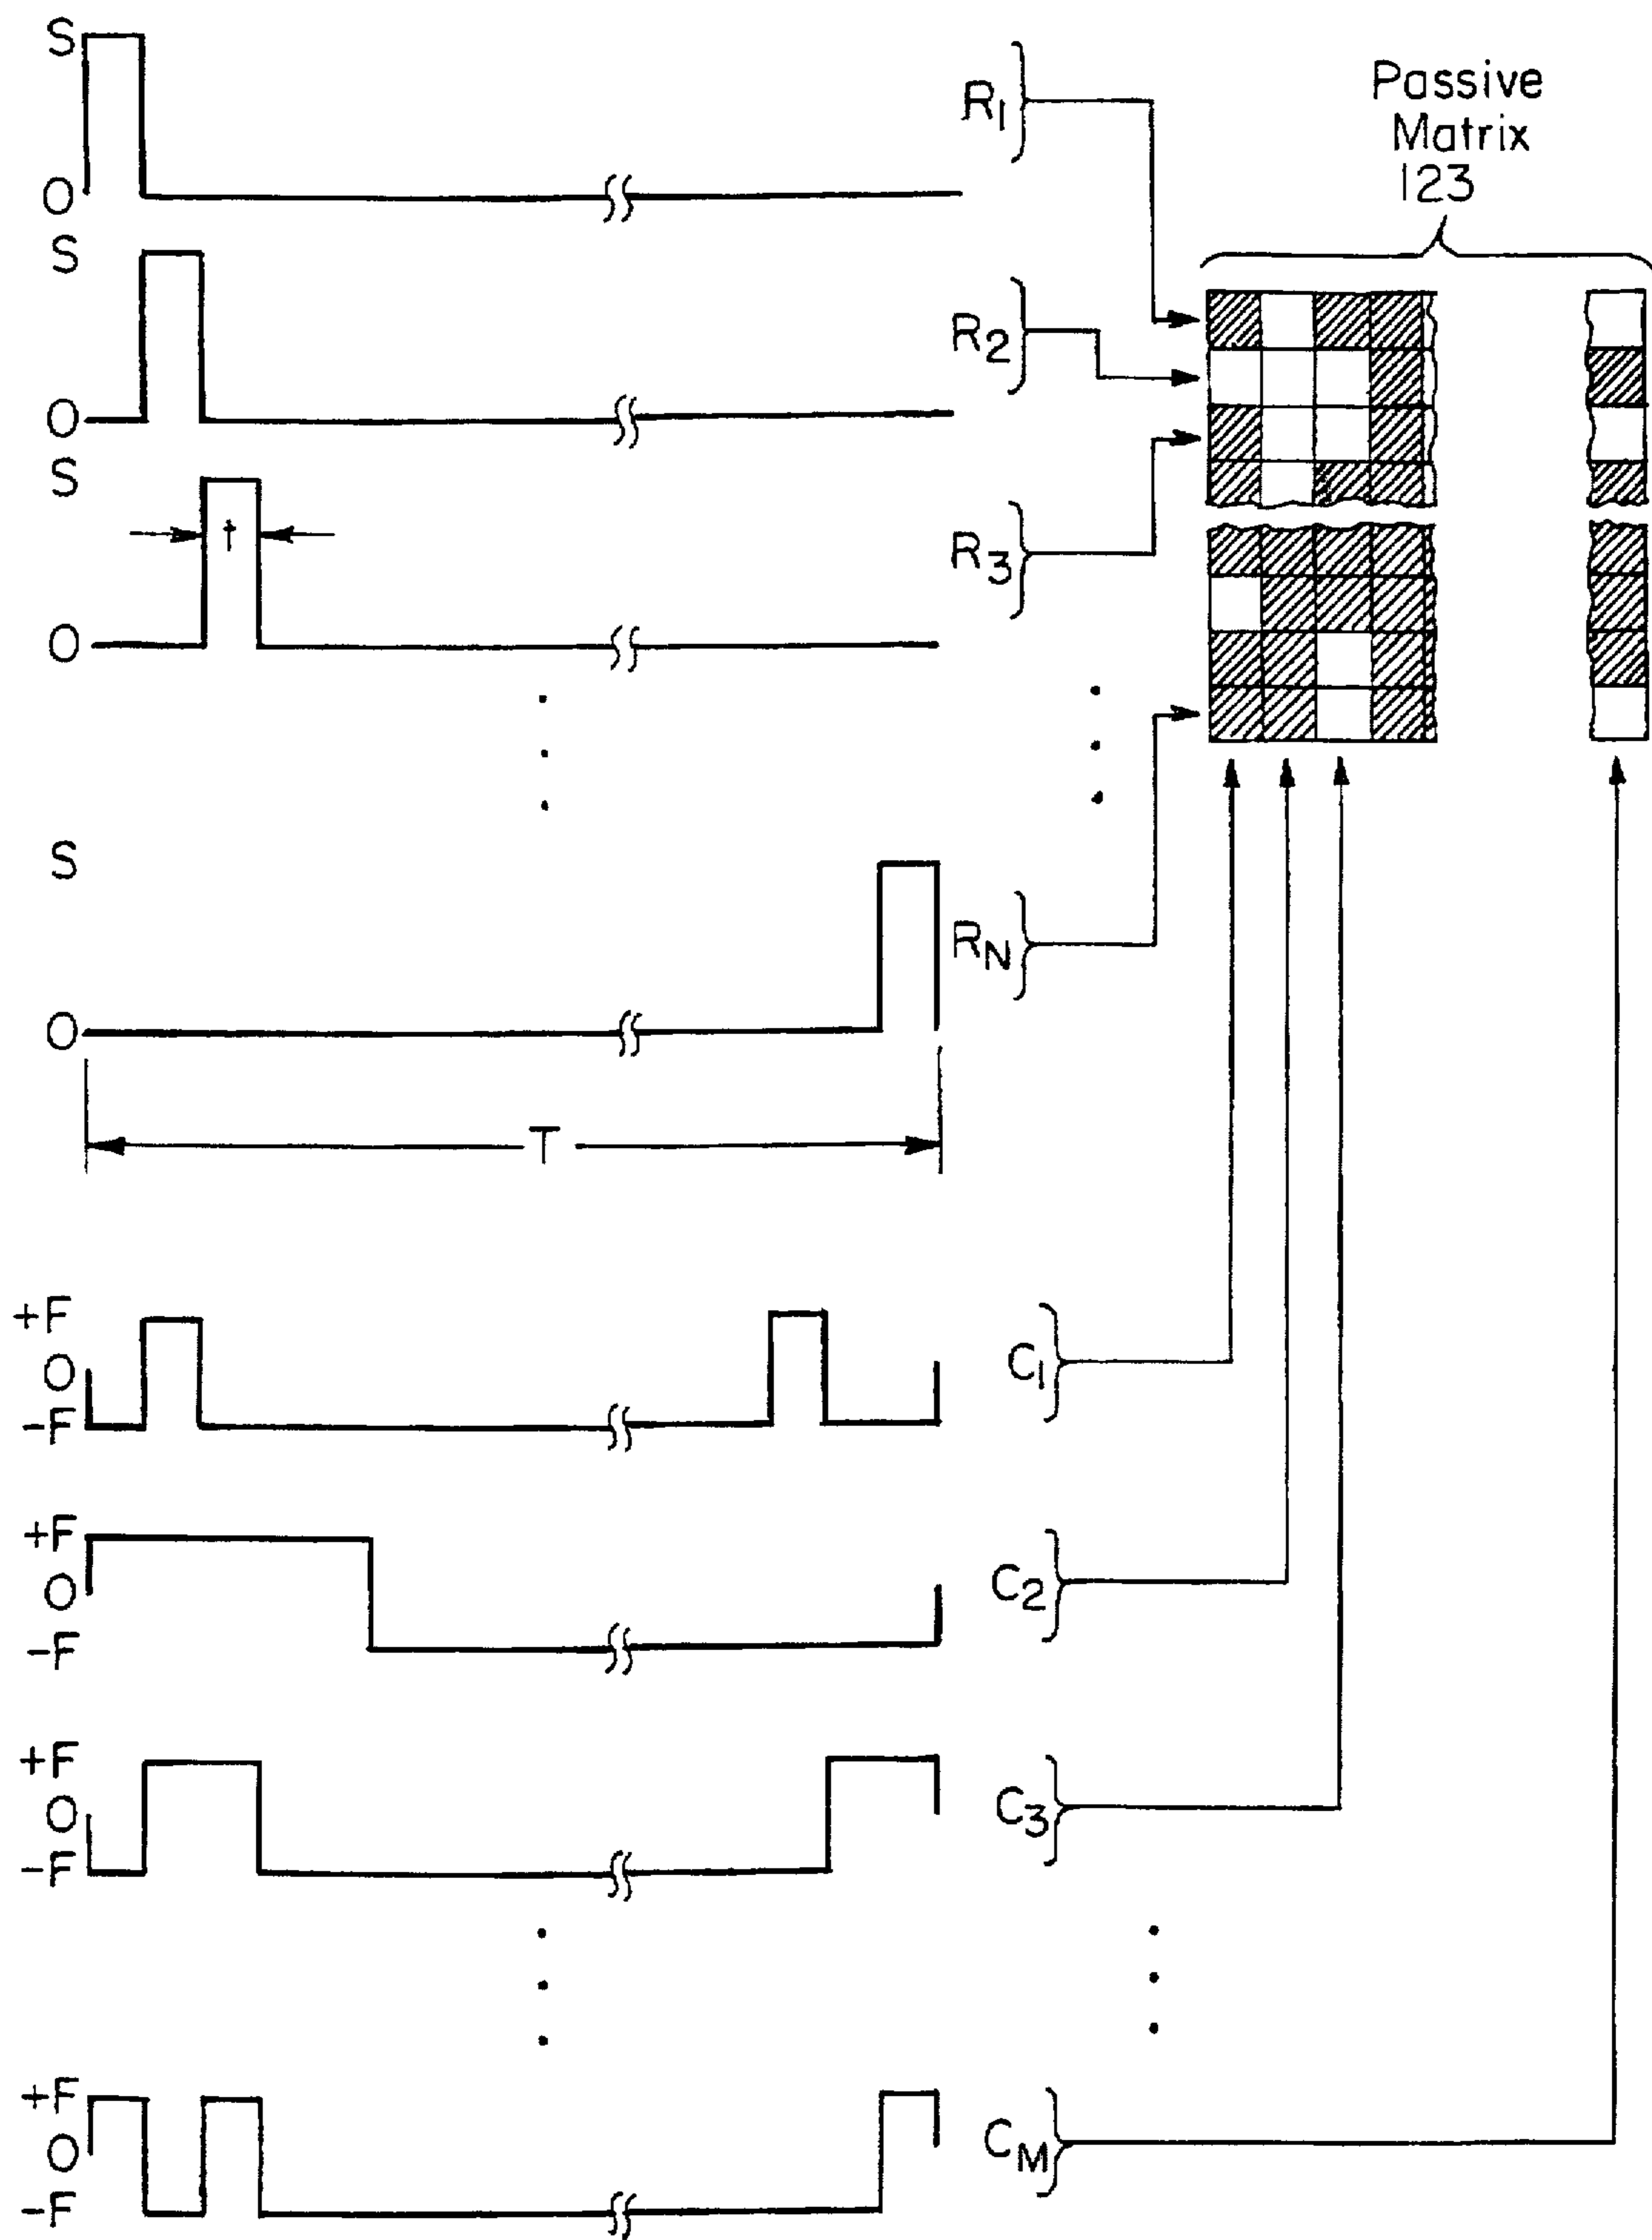 S
O
R1
Passive
Matrix
123
S
O
R2
S
t
O
R3
S
O
RN
T
+F
O
-F
C1
+F
O
-F
C2
+F
O
-F
C3
+F
O
-F
CM